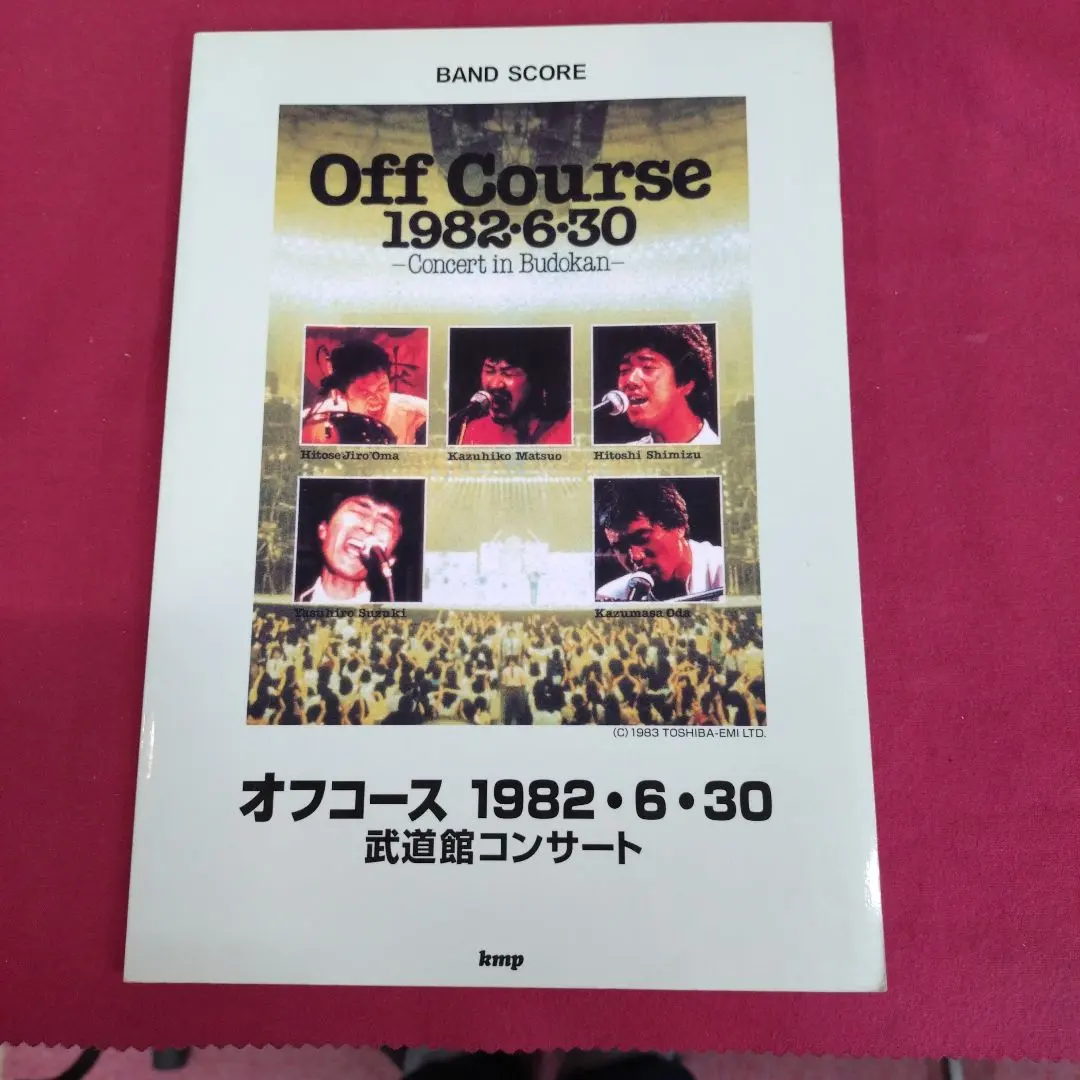 BAND SCORE
Off Course
1982・6・30
–Concert in Budokan–
Hitose"Jiro"Oma
Kazuhiko Matsuo
Hitoshi Shimizu
Yasuhiro Suzuki
Kazumasa Oda
(C)1983 TOSHIBA-EMI LTD.
オフコース 1982・6・30
武道館コンサート
kmp